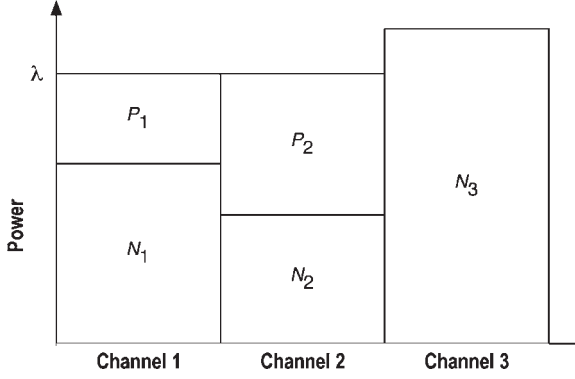 λ
P1
P2
N3
Power
N1
N2
Channel 1
Channel 2
Channel 3